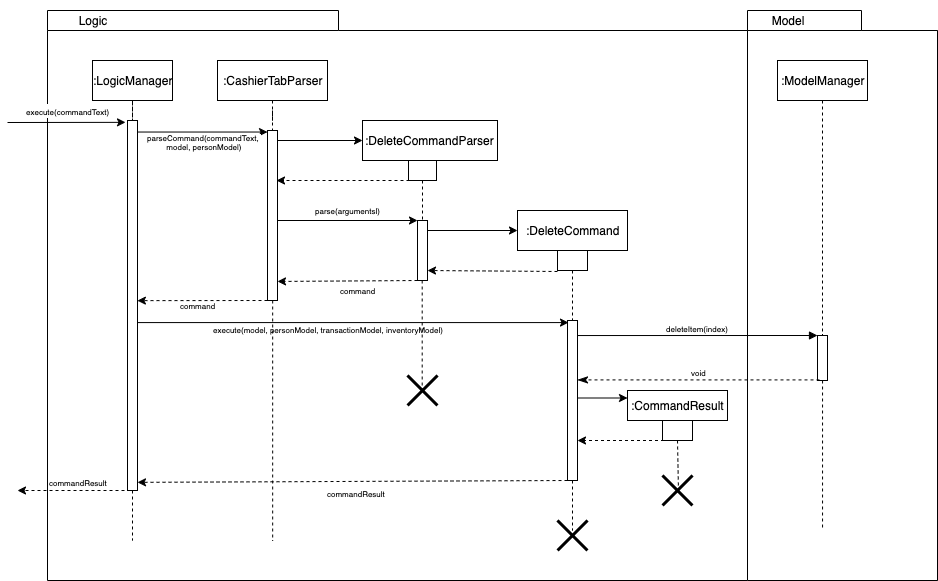 Logic
Model
:LogicManager
:CashierTabParser
:ModelManager
execute(commandText)
parseCommand(commandText,
model, personModel)
:DeleteCommandParser
parse(argumentsI)
:DeleteCommand
command
command
execute(model, personModel, transactionModel, inventoryModel)
deleteItem(index)
void
:CommandResult
commandResult
commandResult